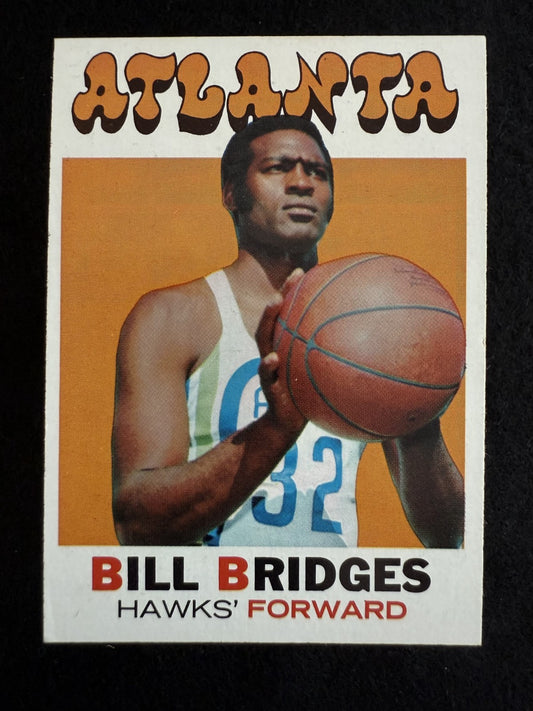 ATLANTA
A
32
BILL BRIDGES
HAWKS' FORWARD